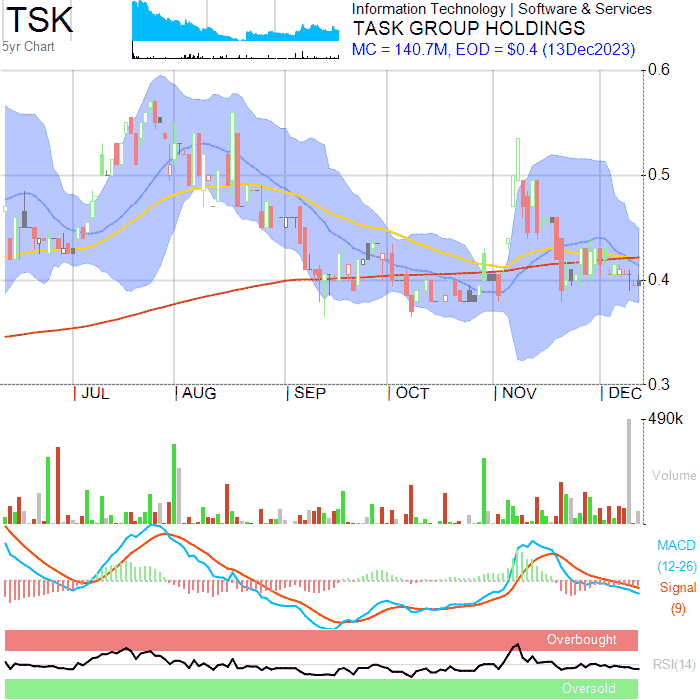 TSK
5yr Chart
Information Technology | Software & Services
TASK GROUP HOLDINGS
MC = 140.7M, EOD = $0.4 (13Dec2023)
0.6
0.5
0.4
0.3
| JUL | AUG | SEP | OCT | NOV | DEC
490k
Volume
MACD
(12-26)
Signal
(9)
Overbought
RSI(14)
Oversold